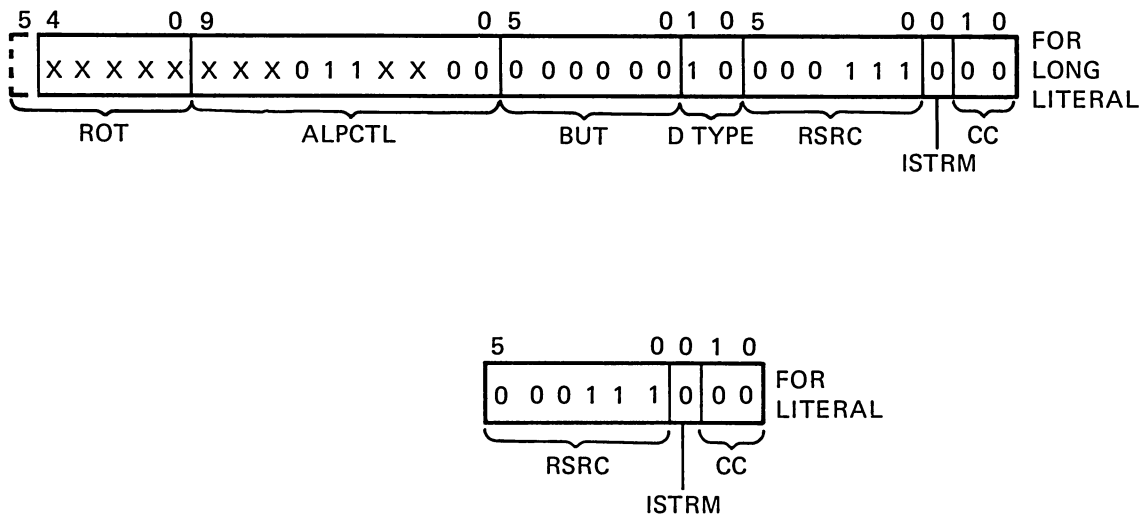 5 4 0 9 0 5 0 1 0 5 0 0 1 0
X X X X X X X X 0 1 1 X X 0 0 0 0 0 0 0 0 1 0 0 0 0 1 1 1 0 0 0
FOR
LONG
LITERAL
ROT ALPCTL BUT D TYPE RSRC CC
ISTRM
5 0 0 1 0
0 0 0 1 1 1 0 0 0
FOR
LITERAL
RSRC CC
ISTRM